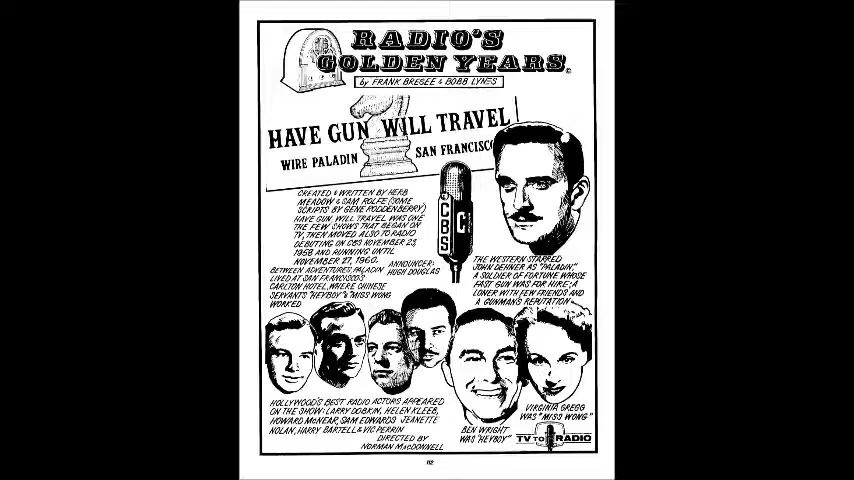 RADIO'S
GOLDEN YEARS
by FRANK BRESEE & BOBB LYNES
HAVE GUN WILL TRAVEL
WIRE PALADIN SAN FRANCISCO
CREATED & WRITTEN BY HERB
MEADOW & SAM ROLFE (SOME
SCRIPTS BY GENE RODDENBERRY)
HAVE GUN WILL TRAVEL WAS ONE
THE FEW SHOWS THAT BEGAN ON
TV, THEN MOVED ALSO TO RADIO
DEBUTING ON CBS NOVEMBER 23,
1958 AND RUNNING UNTIL
NOVEMBER 27, 1960.
BETWEEN ADVENTURES, PALADIN
LIVED AT SAN FRANCISCO'S
CARLTON HOTEL, WHERE CHINESE
SERVANTS "HEYBOY" & "MISS WONG
WORKED
ANNOUNCER:
HUGH DOUGLAS
CBS
C
THE WESTERN STARRED
JOHN DEHNER AS "PALADIN,"
A SOLDIER OF FORTUNE WHOSE
FAST GUN WAS FOR HIRE; A
LONER WITH FEW FRIENDS AND
A GUNMAN'S REPUTATION
HOLLYWOOD'S BEST RADIO ACTORS APPEARED
ON THE SHOW: LARRY DOBKIN, HELEN KLEEB,
HOWARD McNEAR, SAM EDWARDS JEANETTE
NOLAN, HARRY BARTELL & VIC PERRIN
DIRECTED BY
NORMAN MACDONNELL
BEN WRIGHT
WAS "HEYBOY"
VIRGINIA GREGG
WAS "MISS WONG"
TV TO RADIO
112